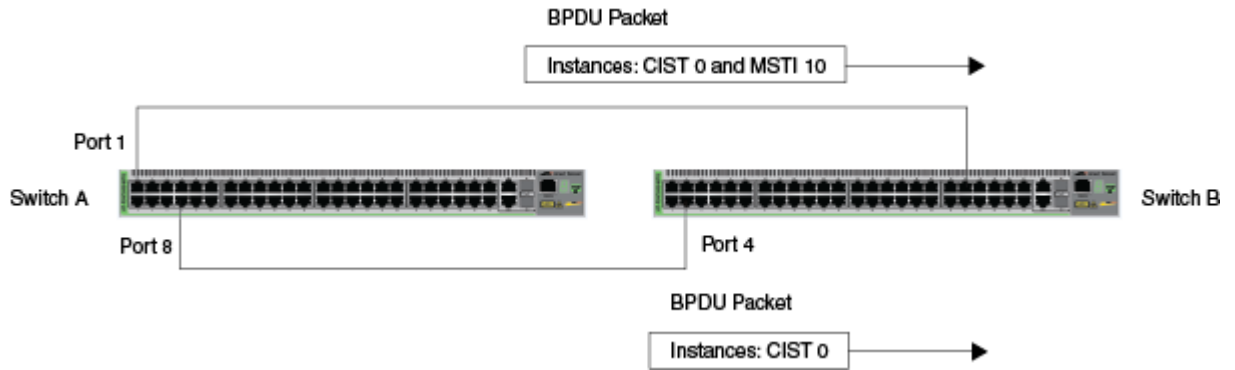 BPDU Packet
Instances: CIST 0 and MSTI 10
Port 1
Switch A
Switch B
Port 8
Port 4
BPDU Packet
Instances: CIST 0